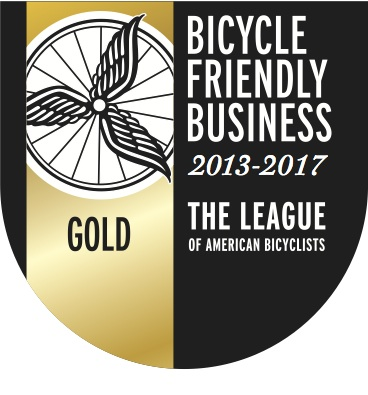 BICYCLE
FRIENDLY
BUSINESS
2013-2017
THE LEAGUE
OF AMERICAN BICYCLISTS
GOLD